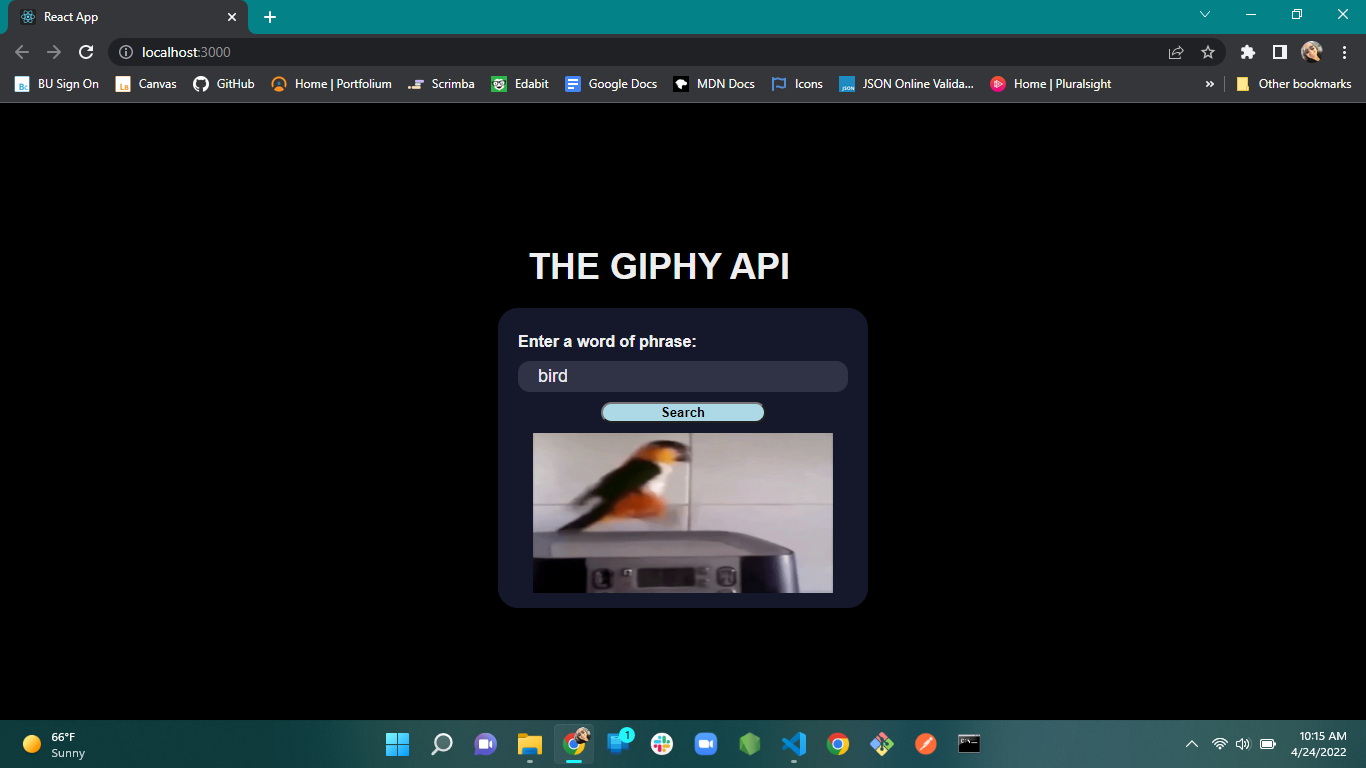 React App
localhost:3000
BU Sign On
Canvas
GitHub
Home | Portfolium
Scrimba
Edabit
Google Docs
MDN Docs
Icons
JSON Online Valida...
Home | Pluralsight
»
Other bookmarks
THE GIPHY API
Enter a word of phrase:
bird
Search
66°F
Sunny
1
10:15 AM
4/24/2022